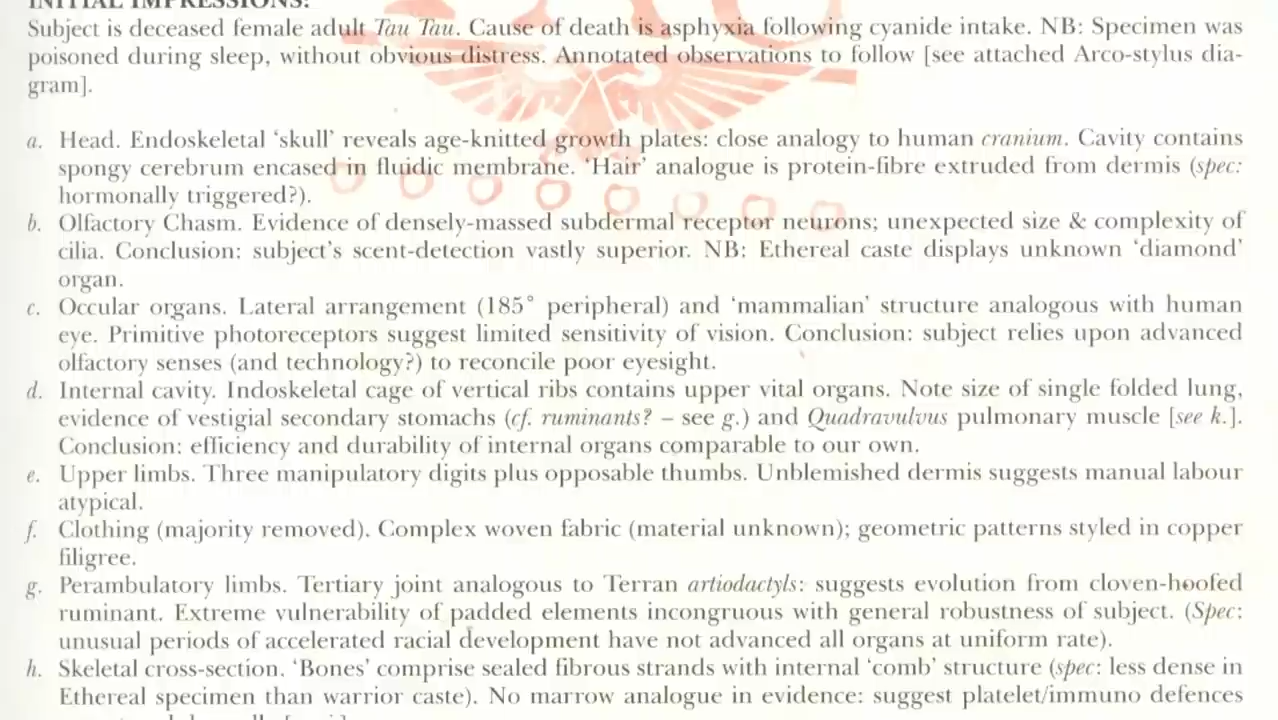 INITIAL IMPRESSIONS:
Subject is deceased female adult Tau Tau. Cause of death is asphyxia following cyanide intake. NB: Specimen was
poisoned during sleep, without obvious distress. Annotated observations to follow [see attached Arco-stylus dia-
gram].
a. Head. Endoskeletal ‘skull’ reveals age-knitted growth plates: close analogy to human cranium. Cavity contains
spongy cerebrum encased in fluidic membrane. ‘Hair’ analogue is protein-fibre extruded from dermis (spec:
hormonally triggered?).
b. Olfactory Chasm. Evidence of densely-massed subdermal receptor neurons; unexpected size & complexity of
cilia. Conclusion: subject’s scent-detection vastly superior. NB: Ethereal caste displays unknown ‘diamond’
organ.
c. Occular organs. Lateral arrangement (185° peripheral) and ‘mammalian’ structure analogous with human
eye. Primitive photoreceptors suggest limited sensitivity of vision. Conclusion: subject relies upon advanced
olfactory senses (and technology?) to reconcile poor eyesight.
d. Internal cavity. Indoskeletal cage of vertical ribs contains upper vital organs. Note size of single folded lung,
evidence of vestigial secondary stomachs (cf. ruminants? – see g.) and Quadravulvus pulmonary muscle [see k.].
Conclusion: efficiency and durability of internal organs comparable to our own.
e. Upper limbs. Three manipulatory digits plus opposable thumbs. Unblemished dermis suggests manual labour
atypical.
f. Clothing (majority removed). Complex woven fabric (material unknown); geometric patterns styled in copper
filigree.
g. Perambulatory limbs. Tertiary joint analogous to Terran artiodactyls: suggests evolution from cloven-hoofed
ruminant. Extreme vulnerability of padded elements incongruous with general robustness of subject. (Spec:
unusual periods of accelerated racial development have not advanced all organs at uniform rate).
h. Skeletal cross-section. ‘Bones’ comprise sealed fibrous strands with internal ‘comb’ structure (spec: less dense in
Ethereal specimen than warrior caste). No marrow analogue in evidence: suggest platelet/immuno defences